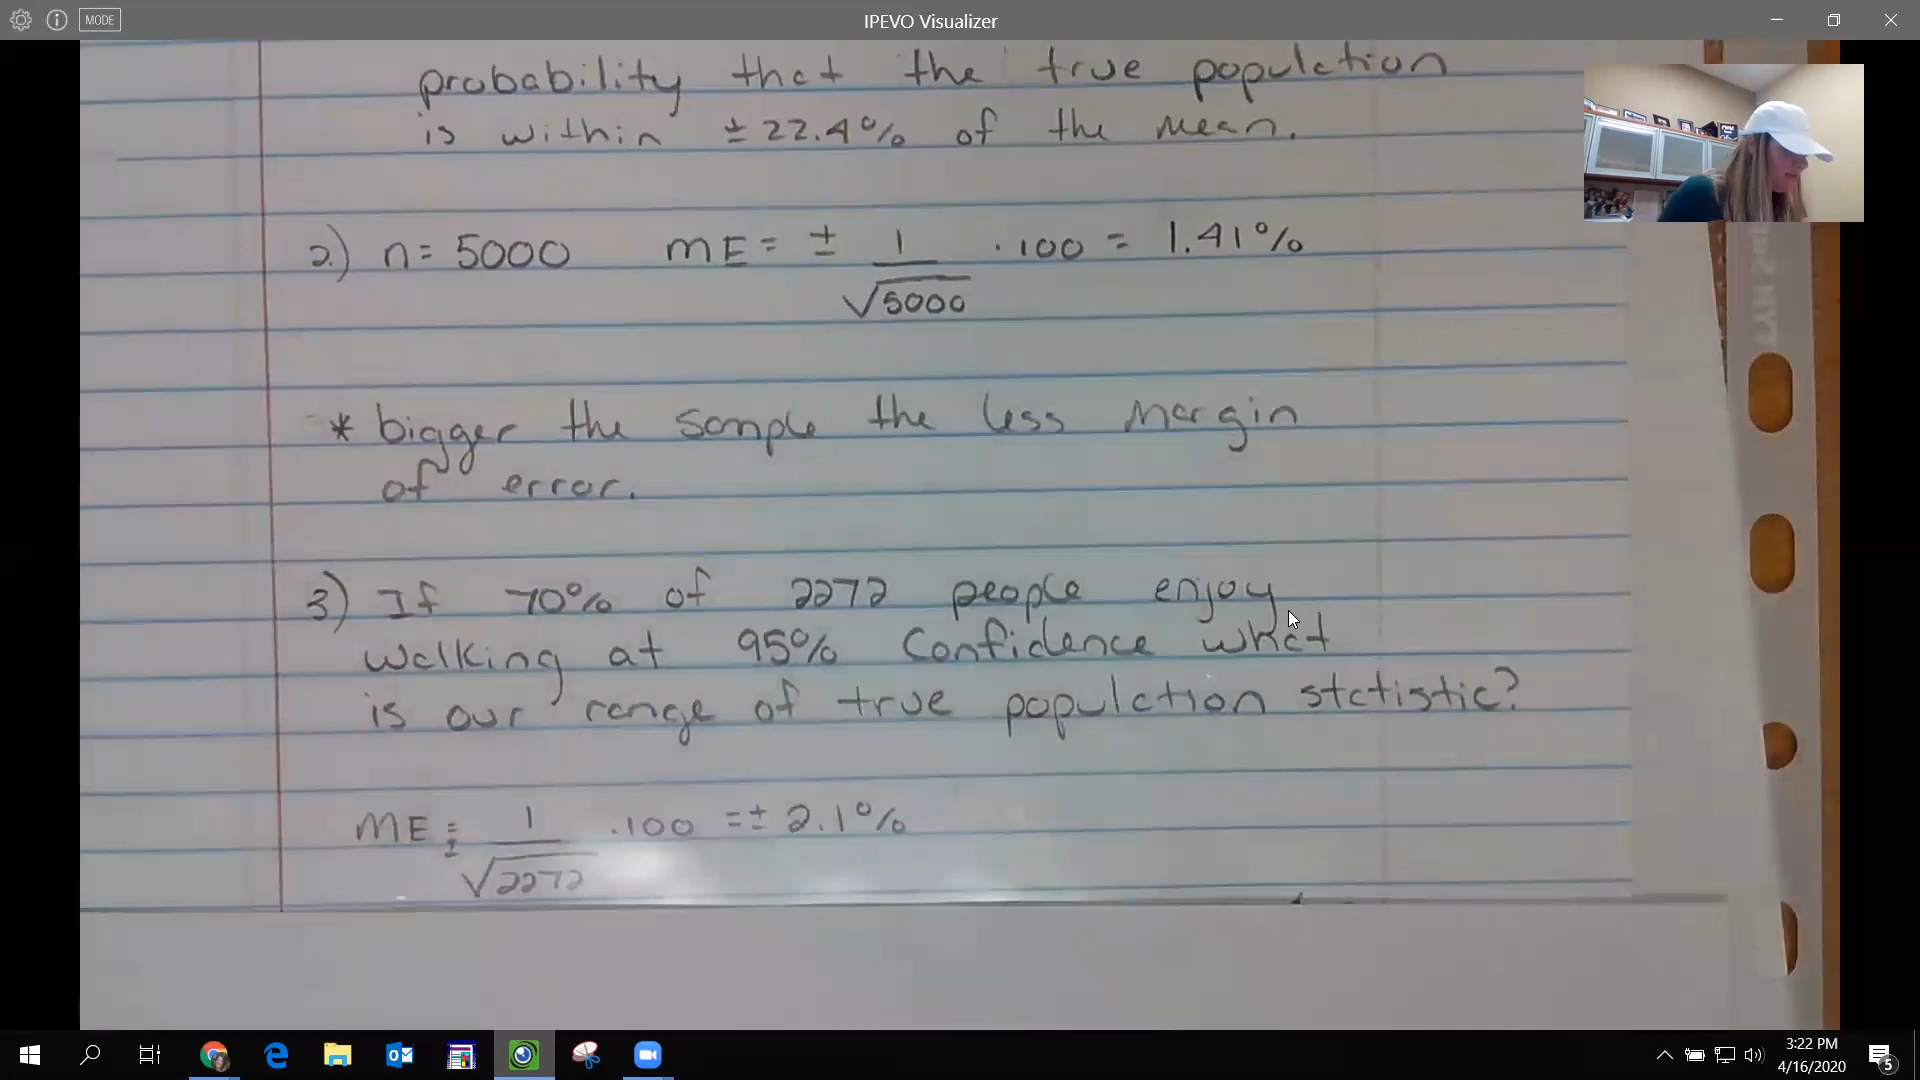 MODE
IPEVO Visualizer
probability that the true population
is within ± 22.4% of the mean.
2.) n = 5000 ME = ± 1/√5000 · 100 = 1.41%
* bigger the sample the less margin
of error.
3) If 70% of 2272 people enjoy
walking at 95% Confidence what
is our range of true population statistic?
ME = ± 1/√2272 · 100 = ± 2.1%
3:22 PM
4/16/2020
5